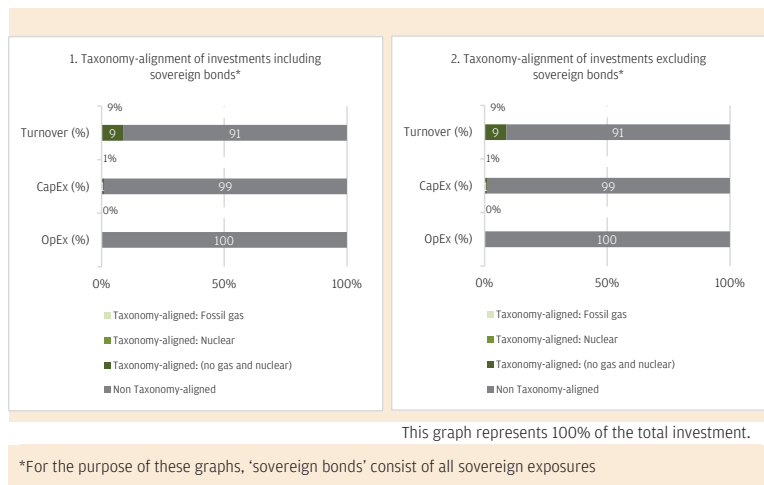 1. Taxonomy-alignment of investments including
sovereign bonds*
9%
Turnover (%)
9
91
1%
CapEx (%)
1
99
0%
OpEx (%)
100
0%
50%
100%
Taxonomy-aligned: Fossil gas
Taxonomy-aligned: Nuclear
Taxonomy-aligned: (no gas and nuclear)
Non Taxonomy-aligned
2. Taxonomy-alignment of investments excluding
sovereign bonds*
9%
Turnover (%)
9
91
1%
CapEx (%)
1
99
0%
OpEx (%)
100
0%
50%
100%
Taxonomy-aligned: Fossil gas
Taxonomy-aligned: Nuclear
Taxonomy-aligned: (no gas and nuclear)
Non Taxonomy-aligned
This graph represents 100% of the total investment.
*For the purpose of these graphs, ‘sovereign bonds’ consist of all sovereign exposures